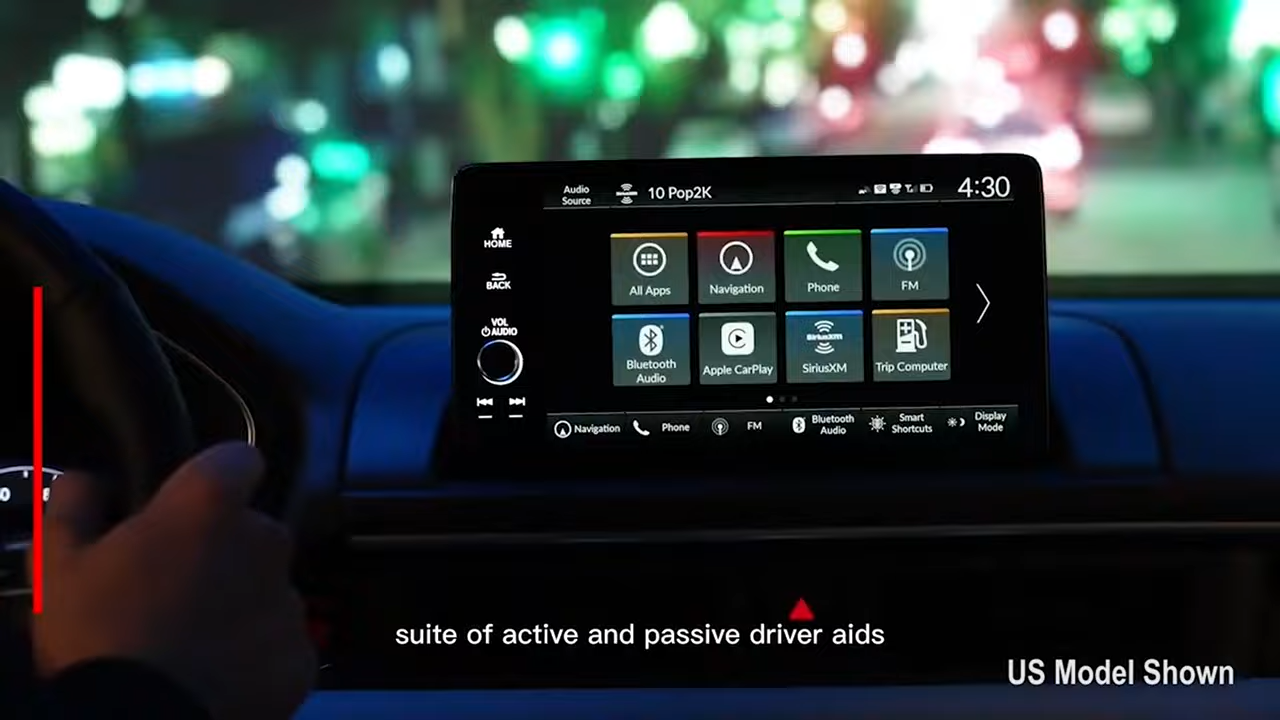 Audio
Source
SiriusXM
10 Pop2K
4:30
HOME
BACK
VOL
AUDIO
All Apps
Navigation
Phone
FM
Bluetooth
Audio
Apple CarPlay
SiriusXM
SiriusXM
Trip Computer
Navigation
Phone
FM
Bluetooth
Audio
Smart
Shortcuts
Display
Mode
suite of active and passive driver aids
US Model Shown